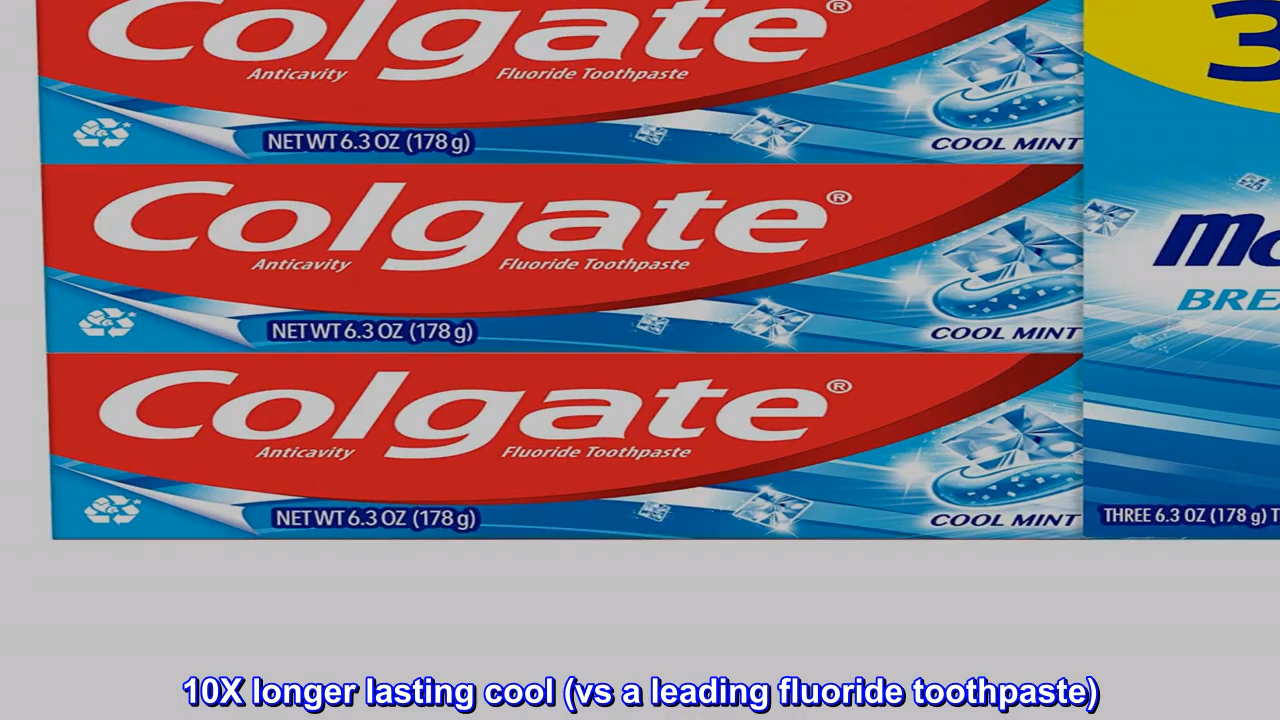 Colgate®
Anticavity Fluoride Toothpaste
NET WT 6.3 OZ (178 g)
COOL MINT
Colgate®
Anticavity Fluoride Toothpaste
NET WT 6.3 OZ (178 g)
COOL MINT
Colgate®
Anticavity Fluoride Toothpaste
NET WT 6.3 OZ (178 g)
COOL MINT
3
BRE
THREE 6.3 OZ (178 g) T
10X longer lasting cool (vs a leading fluoride toothpaste)